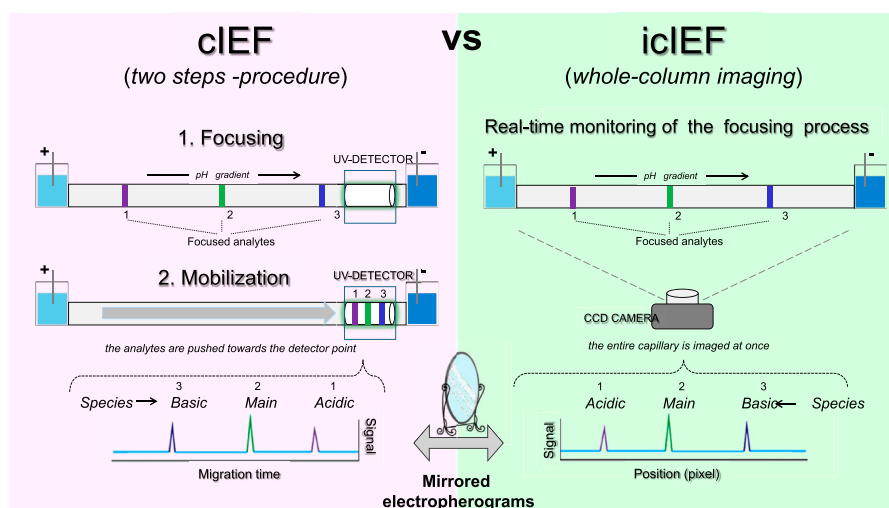 cIEF
vs
icIEF
(two steps -procedure)
(whole-column imaging)
1. Focusing
UV-DETECTOR
+
-
pH gradient
1
2
3
Focused analytes
2. Mobilization
UV-DETECTOR
+
-
1 2 3
the analytes are pushed towards the detector point
3
2
1
Species
Basic
Main
Acidic
Signal
Migration time
Real-time monitoring of the focusing process
+
-
pH gradient
1
2
3
Focused analytes
CCD CAMERA
the entire capillary is imaged at once
1
2
3
Acidic
Main
Basic
Species
Signal
Position (pixel)
Mirrored
electropherograms